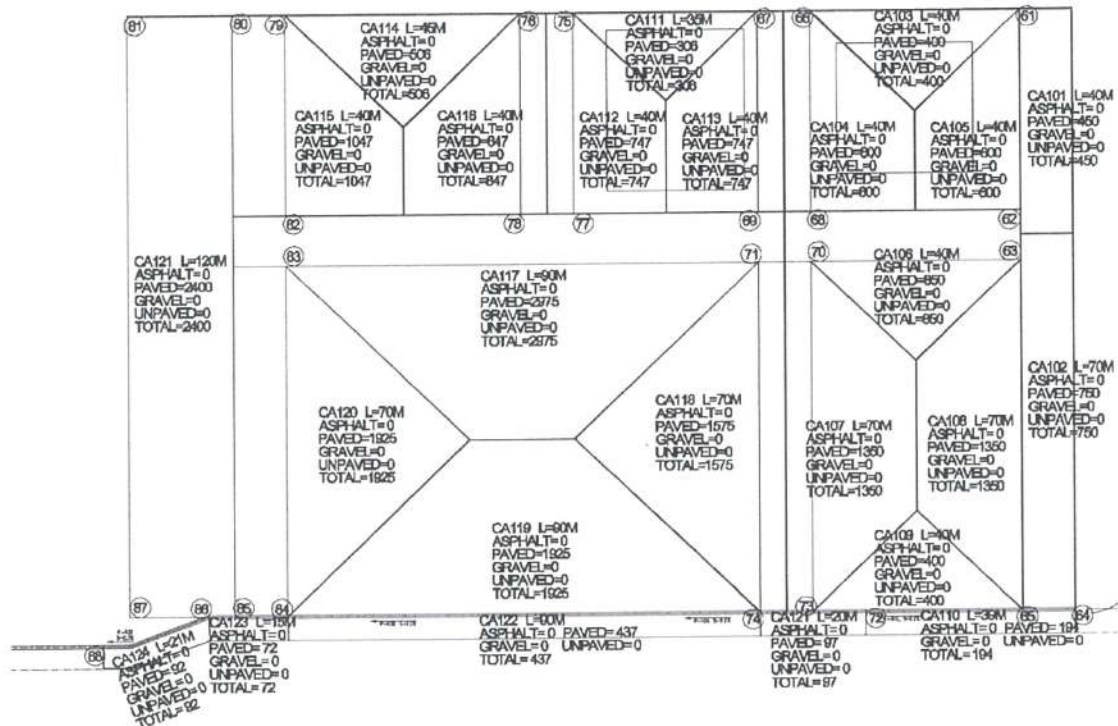 81
80
79
CA114 L=45M
ASPHALT= 0
PAVED=506
GRAVEL=0
UNPAVED=0
TOTAL=506
76
75
CA111 L=35M
ASPHALT= 0
PAVED=306
GRAVEL=0
UNPAVED=0
TOTAL=306
67
66
CA103 L=40M
ASPHALT= 0
PAVED=400
GRAVEL=0
UNPAVED=0
TOTAL=400
61
CA101 L=40M
ASPHALT= 0
PAVED=450
GRAVEL=0
UNPAVED=0
TOTAL=450
CA115 L=40M
ASPHALT= 0
PAVED=1047
GRAVEL=0
UNPAVED=0
TOTAL=1047
CA116 L=40M
ASPHALT= 0
PAVED=847
GRAVEL=0
UNPAVED=0
TOTAL=847
CA112 L=40M
ASPHALT= 0
PAVED=747
GRAVEL=0
UNPAVED=0
TOTAL=747
CA113 L=40M
ASPHALT= 0
PAVED=747
GRAVEL=0
UNPAVED=0
TOTAL=747
CA104 L=40M
ASPHALT= 0
PAVED=600
GRAVEL=0
UNPAVED=0
TOTAL=600
CA105 L=40M
ASPHALT= 0
PAVED=600
GRAVEL=0
UNPAVED=0
TOTAL=600
82
78
77
69
68
62
83
71
70
63
CA121 L=120M
ASPHALT= 0
PAVED=2400
GRAVEL=0
UNPAVED=0
TOTAL=2400
CA117 L=90M
ASPHALT= 0
PAVED=2975
GRAVEL=0
UNPAVED=0
TOTAL=2975
CA106 L=40M
ASPHALT= 0
PAVED=850
GRAVEL=0
UNPAVED=0
TOTAL=850
CA102 L=70M
ASPHALT= 0
PAVED=750
GRAVEL=0
UNPAVED=0
TOTAL=750
CA120 L=70M
ASPHALT= 0
PAVED=1925
GRAVEL=0
UNPAVED=0
TOTAL=1925
CA118 L=70M
ASPHALT= 0
PAVED=1575
GRAVEL=0
UNPAVED=0
TOTAL=1575
CA107 L=70M
ASPHALT= 0
PAVED=1350
GRAVEL=0
UNPAVED=0
TOTAL=1350
CA108 L=70M
ASPHALT= 0
PAVED=1350
GRAVEL=0
UNPAVED=0
TOTAL=1350
CA119 L=90M
ASPHALT= 0
PAVED=1925
GRAVEL=0
UNPAVED=0
TOTAL=1925
CA109 L=40M
ASPHALT= 0
PAVED=400
GRAVEL=0
UNPAVED=0
TOTAL=400
87
86
85
84
74
73
72
65
64
88
CA124 L=21M
ASPHALT= 0
PAVED=92
GRAVEL=0
UNPAVED=0
TOTAL=92
CA123 L=15M
ASPHALT= 0
PAVED= 72
GRAVEL=0
UNPAVED=0
TOTAL= 72
CA122 L=90M
ASPHALT= 0 PAVED= 437
GRAVEL= 0 UNPAVED= 0
TOTAL= 437
CA121 L=20M
ASPHALT= 0
PAVED= 97
GRAVEL=0
UNPAVED=0
TOTAL= 97
CA110 L=39M
ASPHALT= 0 PAVED= 194
GRAVEL= 0 UNPAVED= 0
TOTAL= 194